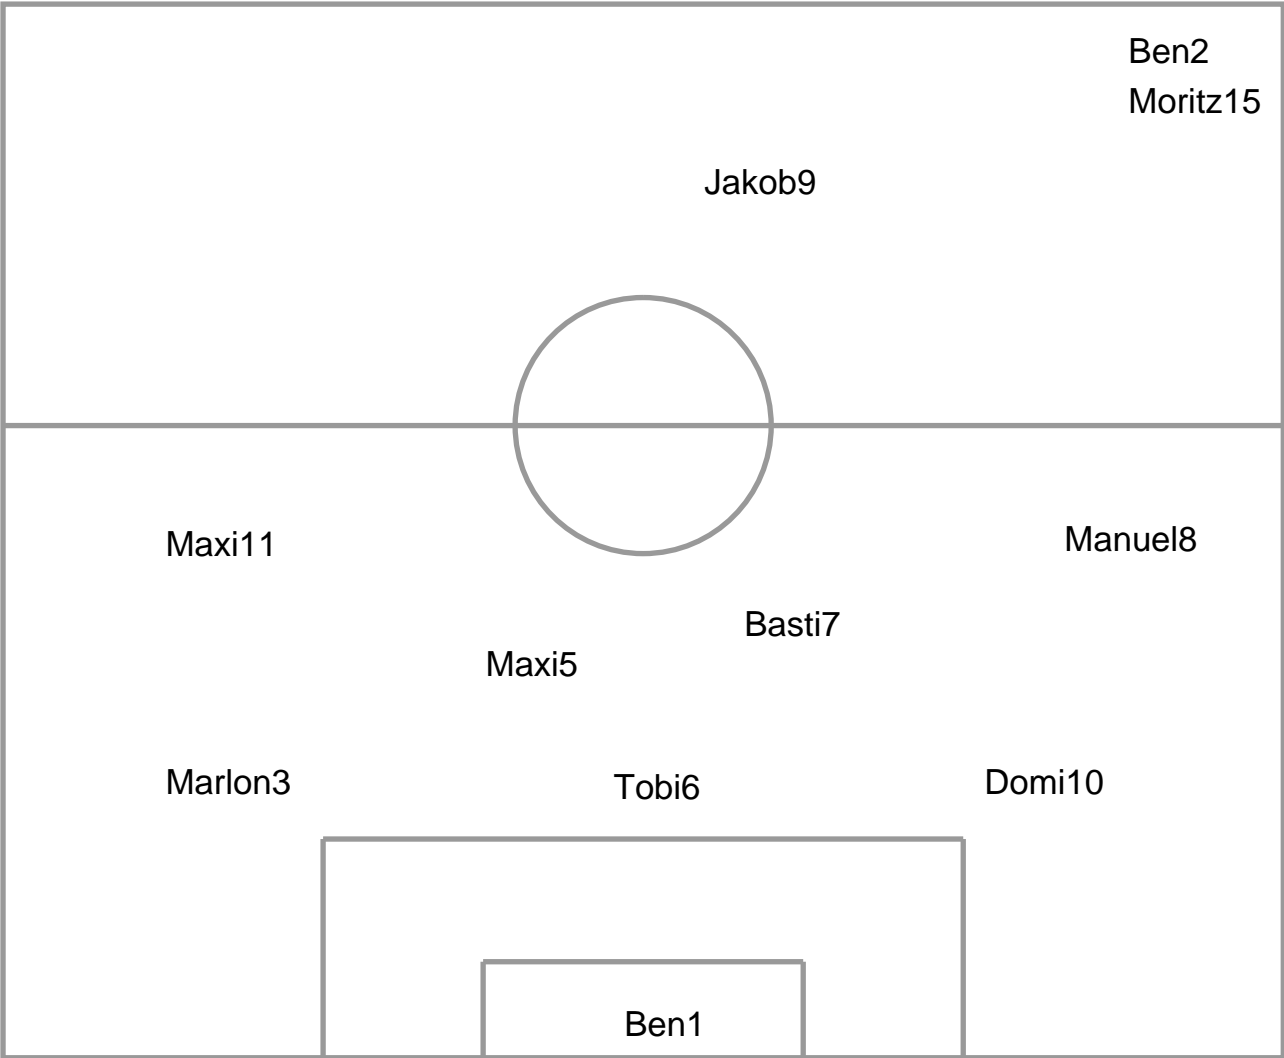 Ben2
Moritz15
Jakob9
Maxi11
Manuel8
Basti7
Maxi5
Marlon3
Tobi6
Domi10
Ben1